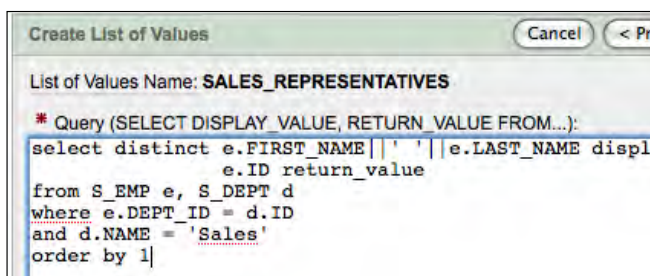 Create List of Values Cancel < Pr
List of Values Name: SALES_REPRESENTATIVES
* Query (SELECT DISPLAY_VALUE, RETURN_VALUE FROM...):
select distinct e.FIRST_NAME||' '||e.LAST_NAME displ
e.ID return_value
from S_EMP e, S_DEPT d
where e.DEPT_ID = d.ID
and d.NAME = 'Sales'
order by 1